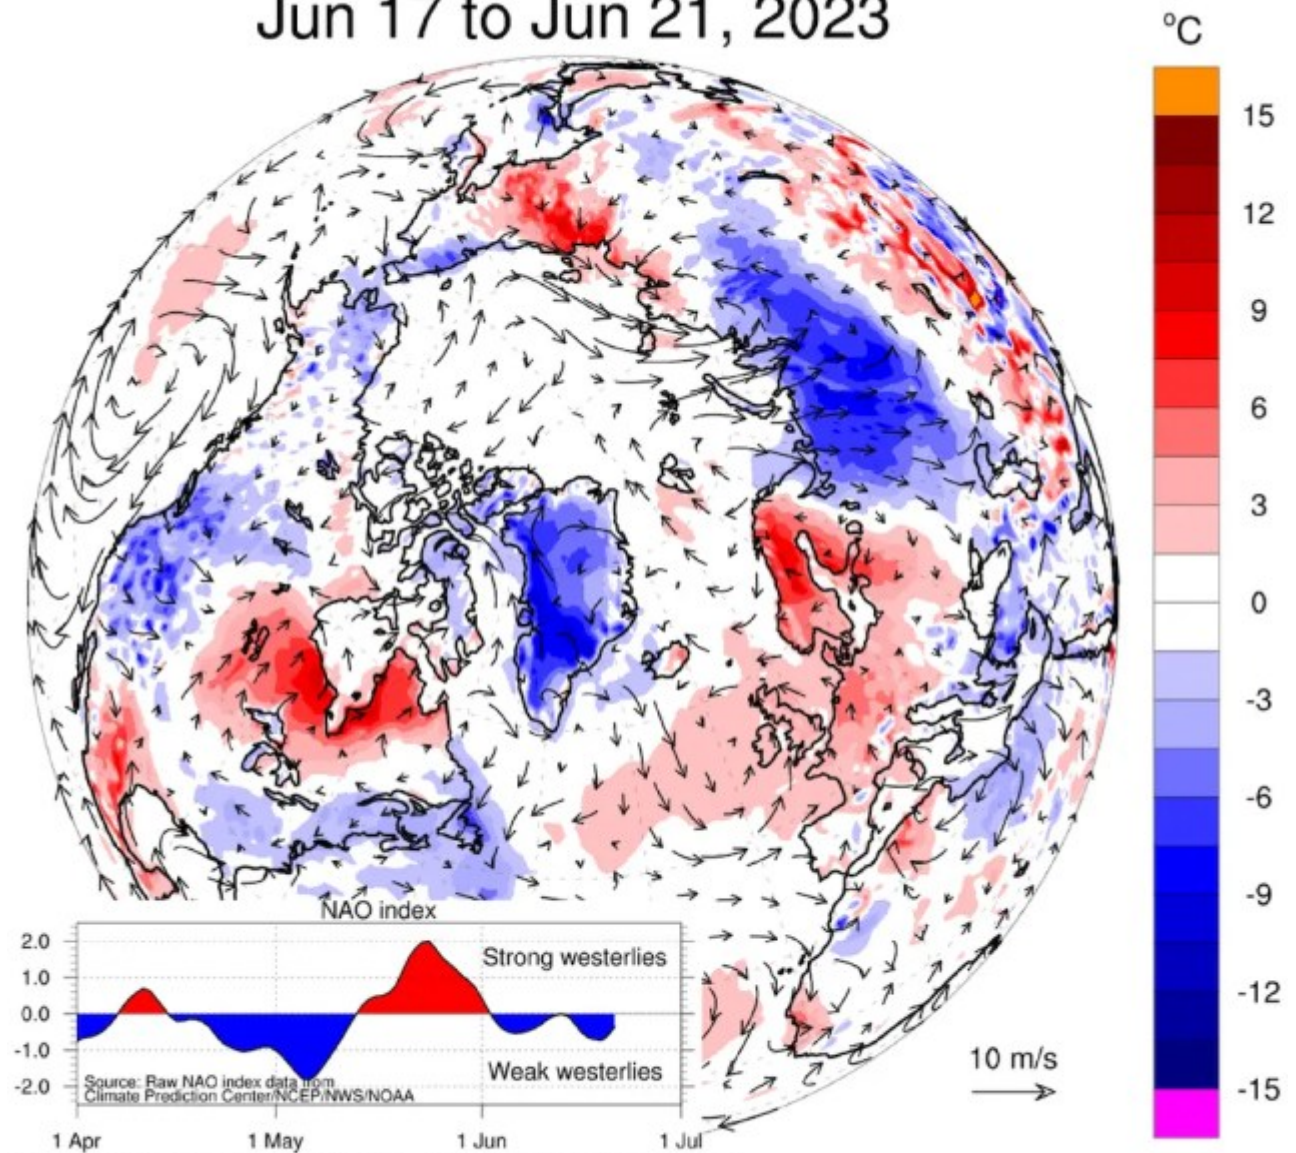 Jun 17 to Jun 21, 2023
ºC
15
12
9
6
3
0
-3
-6
-9
-12
-15
NAO index
2.0
1.0
0.0
-1.0
-2.0
Strong westerlies
Weak westerlies
Source: Raw NAO index data from
Climate Prediction Center/NCEP/NWS/NOAA
1 Apr
1 May
1 Jun
1 Jul
10 m/s